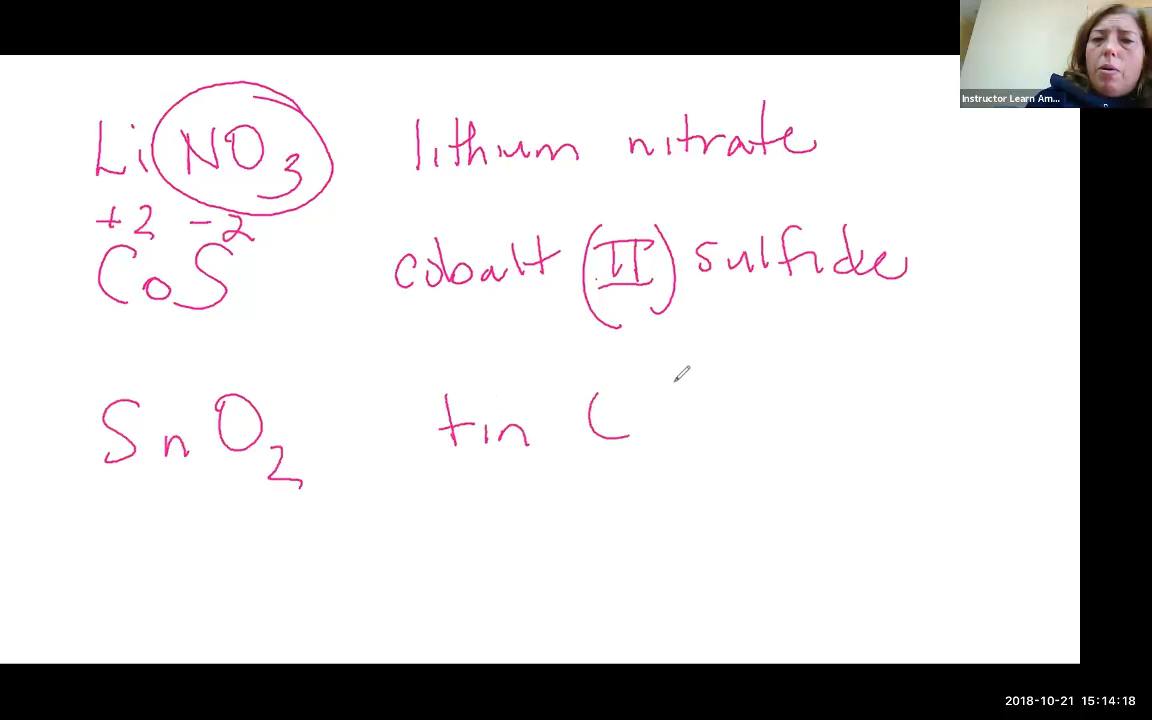 Instructor Learn Am...
LiNO3 lithium nitrate
+2 -2
CoS cobalt (II) sulfide
SnO2 tin (
2018-10-21 15:14:18